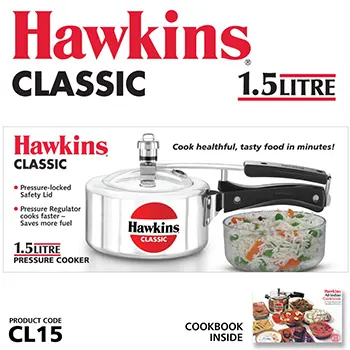 Hawkins®
CLASSIC
1.5 LITRE
Hawkins®
CLASSIC
Cook healthful, tasty food in minutes!
• Pressure-locked
Safety Lid
• Pressure Regulator
cooks faster –
Saves more fuel
1.5 LITRE
PRESSURE COOKER
Hawkins
CLASSIC
PRODUCT CODE
CL15
COOKBOOK
INSIDE
Hawkins